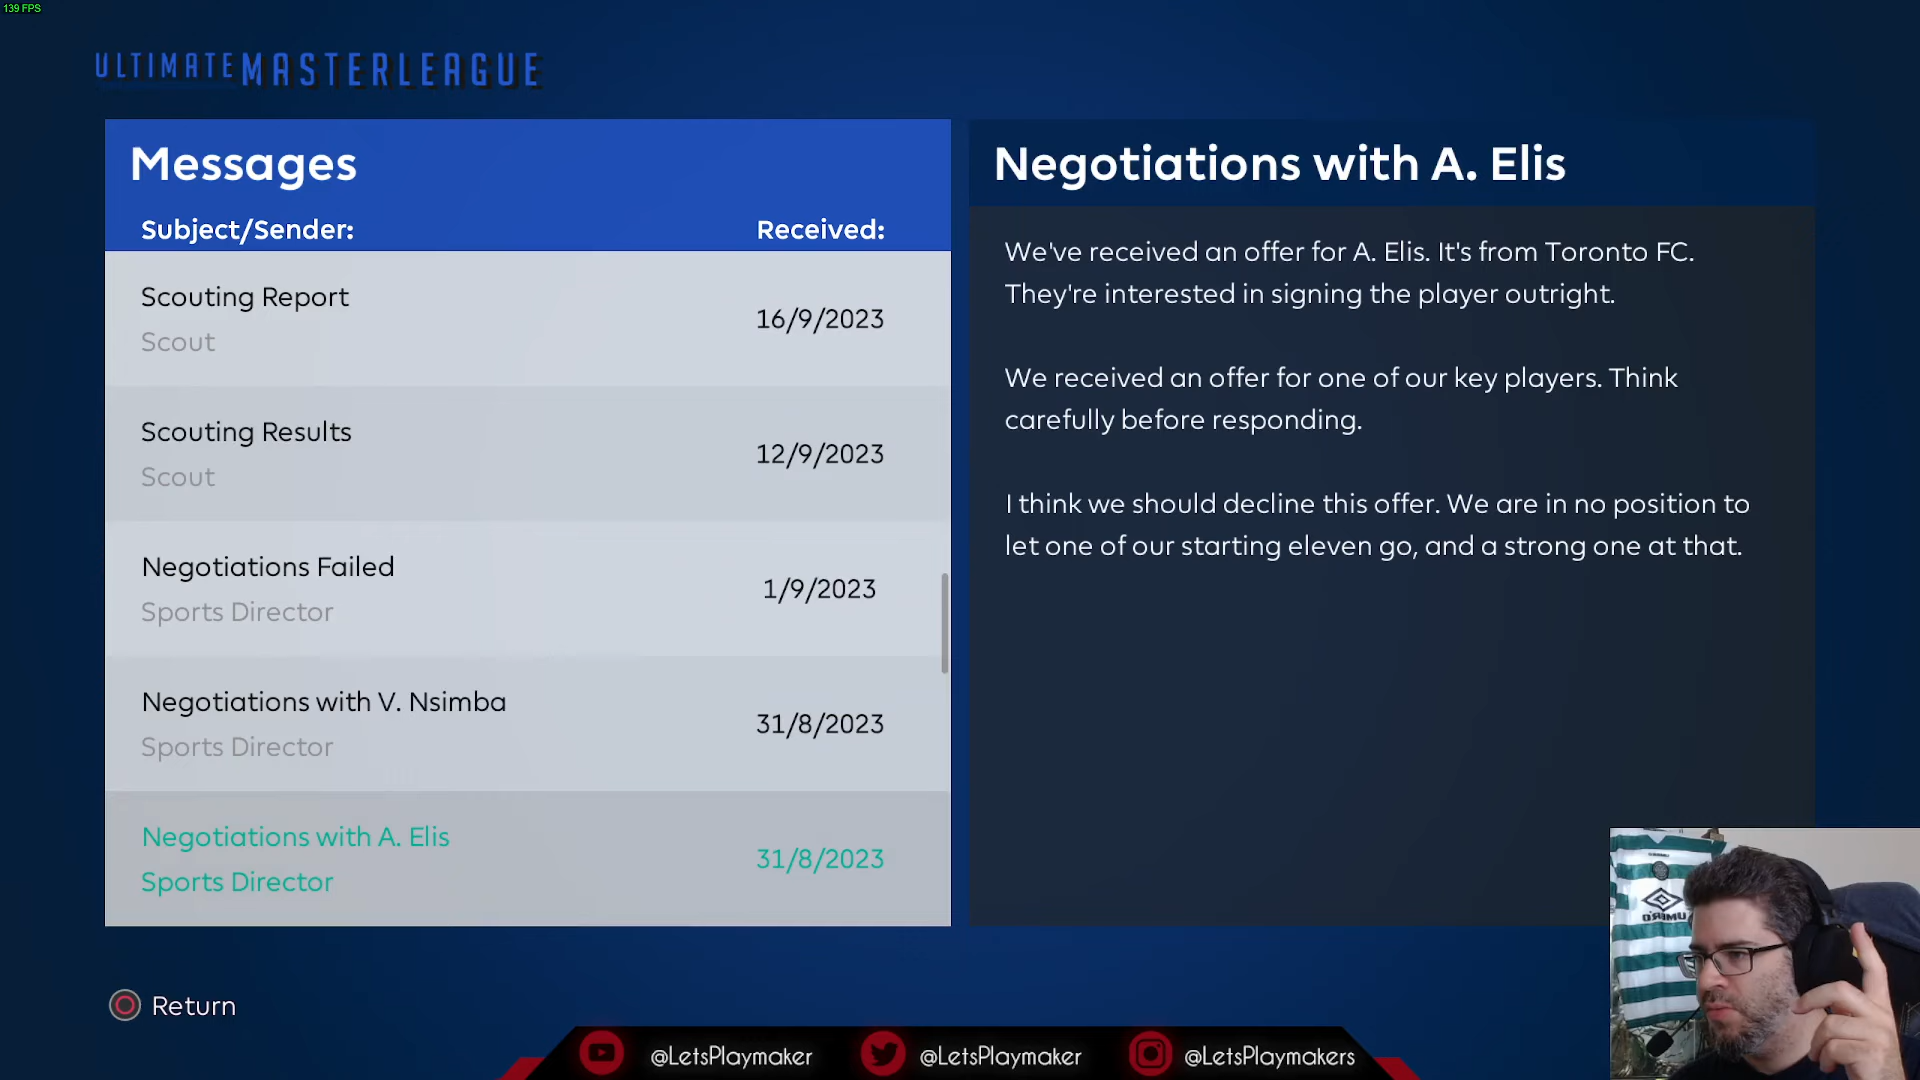 139 FPS
ULTIMATE MASTERLEAGUE
Messages
Subject/Sender:
Received:
Scouting Report
Scout
16/9/2023
Scouting Results
Scout
12/9/2023
Negotiations Failed
Sports Director
1/9/2023
Negotiations with V. Nsimba
Sports Director
31/8/2023
Negotiations with A. Elis
Sports Director
31/8/2023
Negotiations with A. Elis
We've received an offer for A. Elis. It's from Toronto FC.
They're interested in signing the player outright.
We received an offer for one of our key players. Think
carefully before responding.
I think we should decline this offer. We are in no position to
let one of our starting eleven go, and a strong one at that.
Return
UMBRO
@LetsPlaymaker
@LetsPlaymaker
@LetsPlaymakers